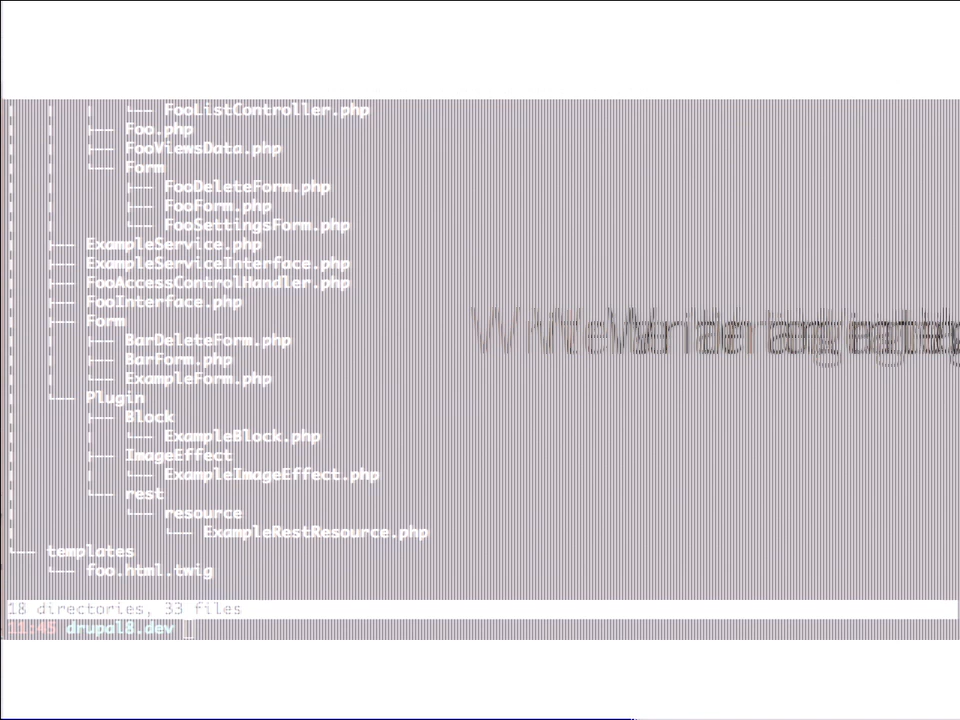 └── FooListController.php
├── Foo.php
├── FooViewsData.php
└── Form
├── FooDeleteForm.php
├── FooForm.php
└── FooSettingsForm.php
├── ExampleService.php
├── ExampleServiceInterface.php
├── FooAccessControlHandler.php
├── FooInterface.php
├── Form
├── BarDeleteForm.php
├── BarForm.php
└── ExampleForm.php
└── Plugin
├── Block
└── ExampleBlock.php
├── ImageEffect
└── ExampleImageEffect.php
└── rest
└── resource
└── ExampleRestResource.php
└── templates
└── foo.html.twig
18 directories, 33 files
11:45 drupal8.dev